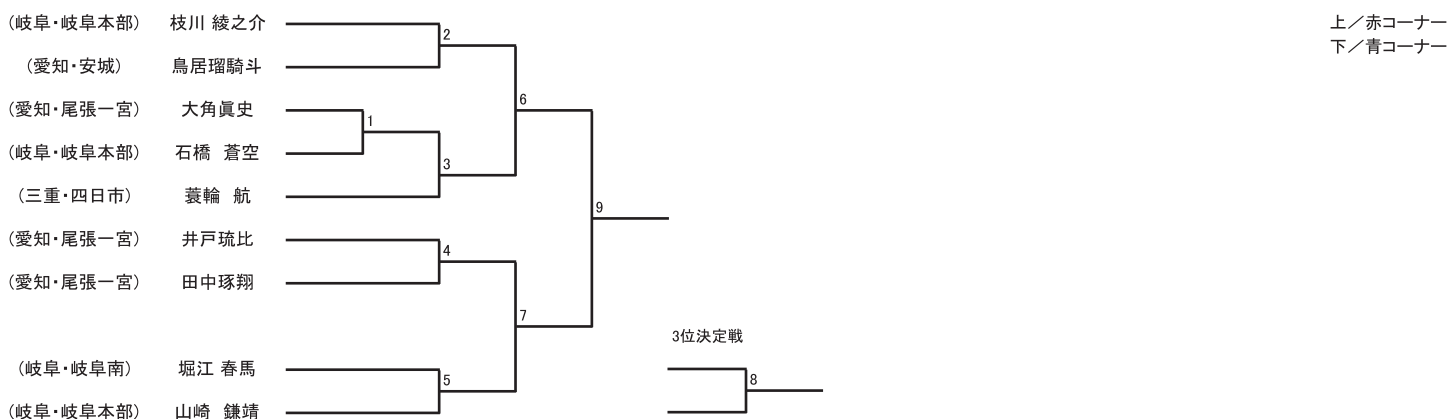 （岐阜・岐阜本部） 枝川 綾之介
2
上／赤コーナー
下／青コーナー
（愛知・安城） 鳥居瑠騎斗
（愛知・尾張一宮） 大角眞史
6
1
（岐阜・岐阜本部） 石橋 蒼空
3
（三重・四日市） 蓑輪 航
9
（愛知・尾張一宮） 井戸琉比
4
（愛知・尾張一宮） 田中琢翔
7
3位決定戦
（岐阜・岐阜南） 堀江 春馬
5
8
（岐阜・岐阜本部） 山崎 鎌靖